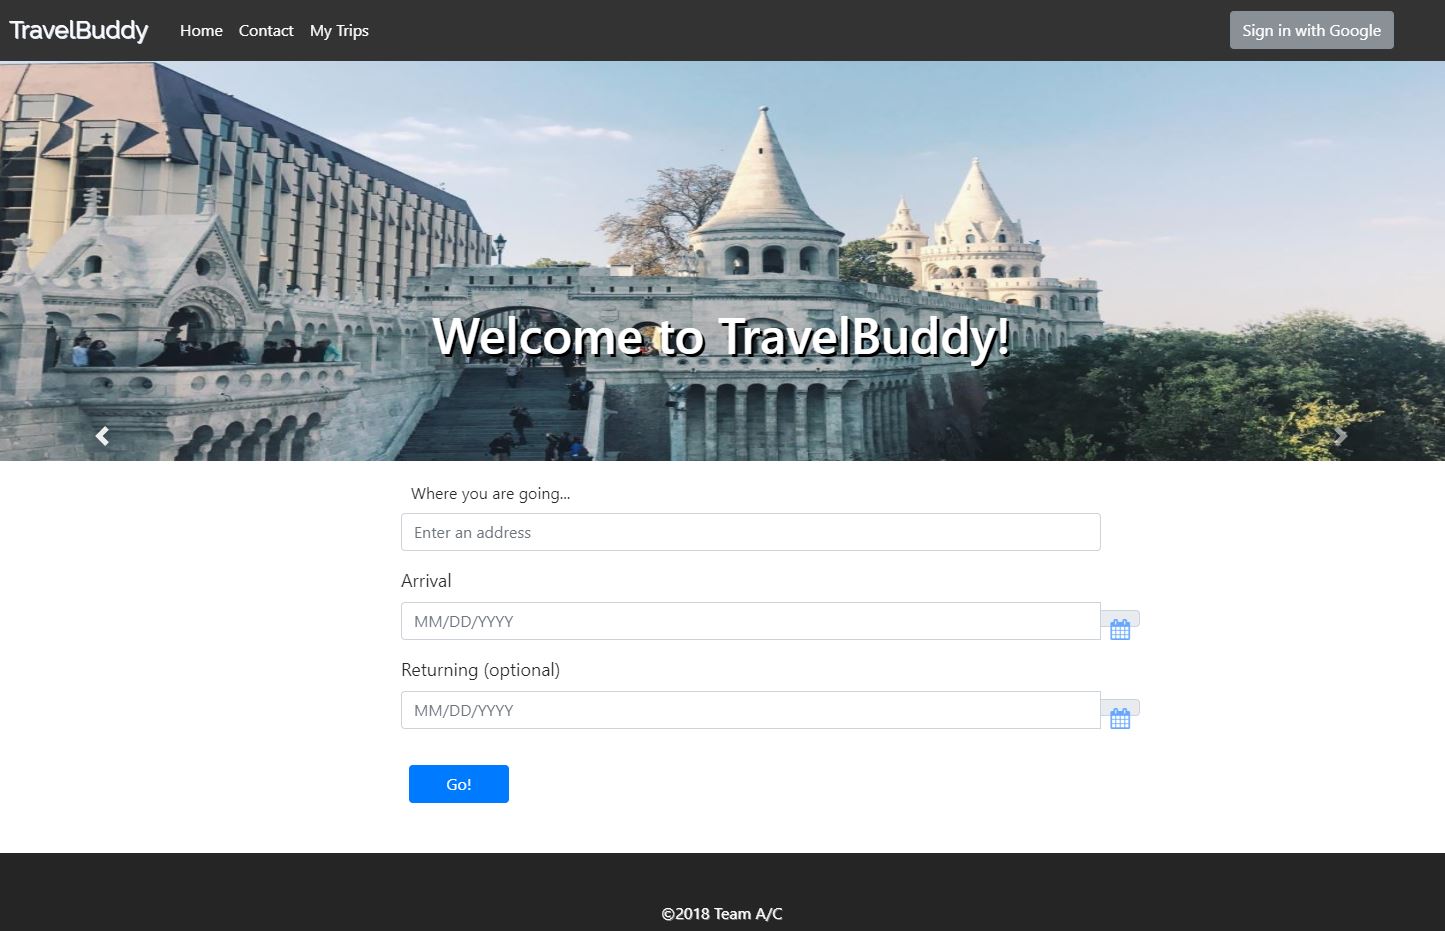 TravelBuddy Home Contact My Trips Sign in with Google
Welcome to TravelBuddy!
Where you are going...
Enter an address
Arrival
MM/DD/YYYY
Returning (optional)
MM/DD/YYYY
Go!
©2018 Team A/C